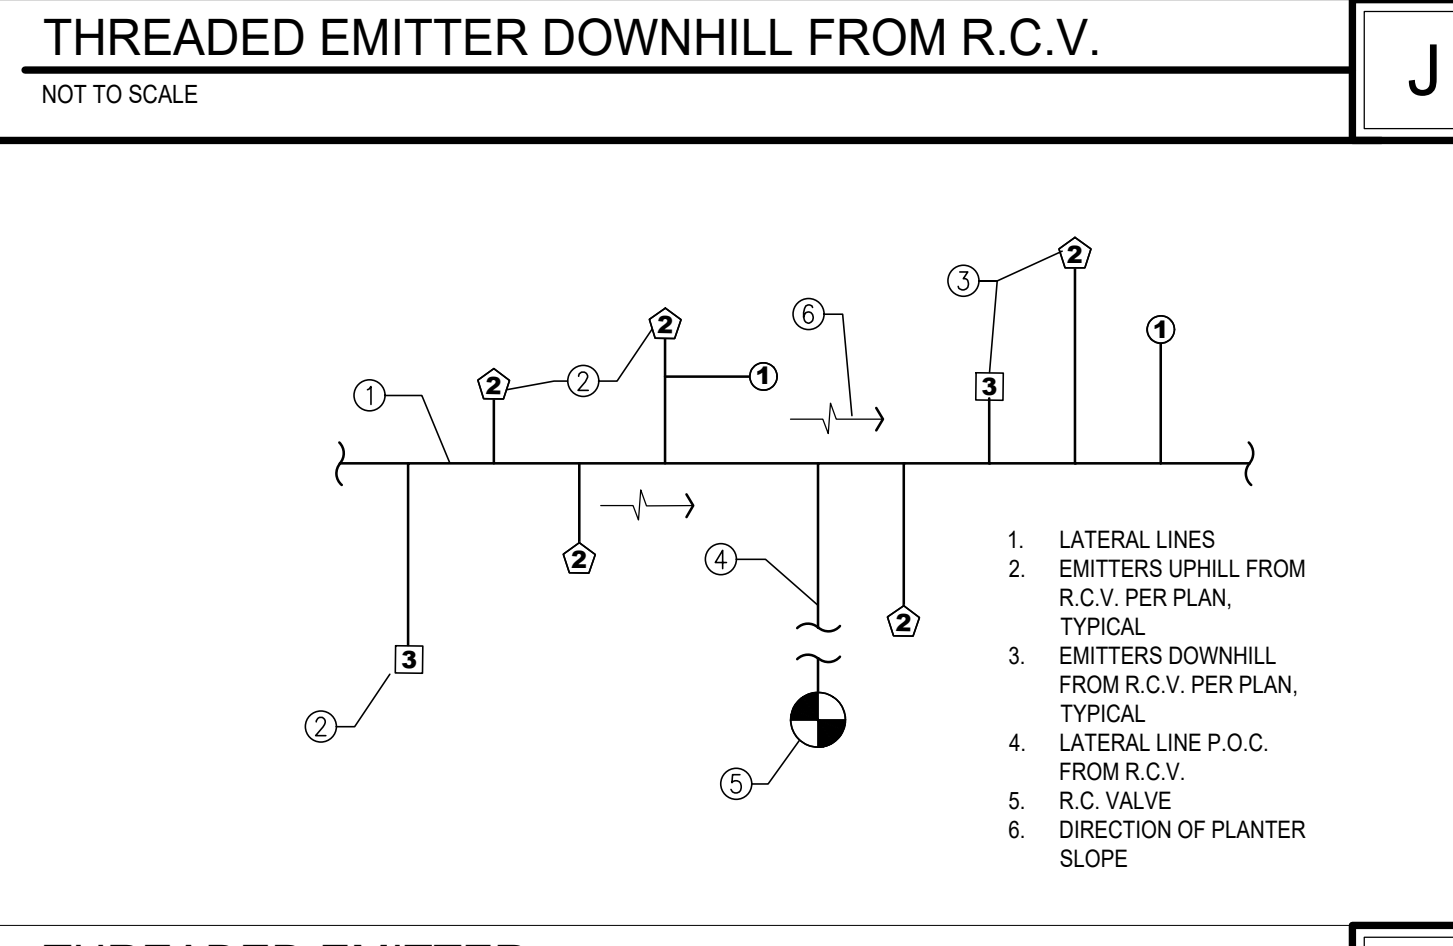 THREADED EMITTER DOWNHILL FROM R.C.V.
J
NOT TO SCALE
2
3
2
6
1
2
1
2
2
1
3
1. LATERAL LINES
2. EMITTERS UPHILL FROM
R.C.V. PER PLAN,
TYPICAL
3. EMITTERS DOWNHILL
FROM R.C.V. PER PLAN,
TYPICAL
4. LATERAL LINE P.O.C.
FROM R.C.V.
5. R.C. VALVE
6. DIRECTION OF PLANTER
SLOPE
2
4
2
3
2
5
THREADED EMITTER